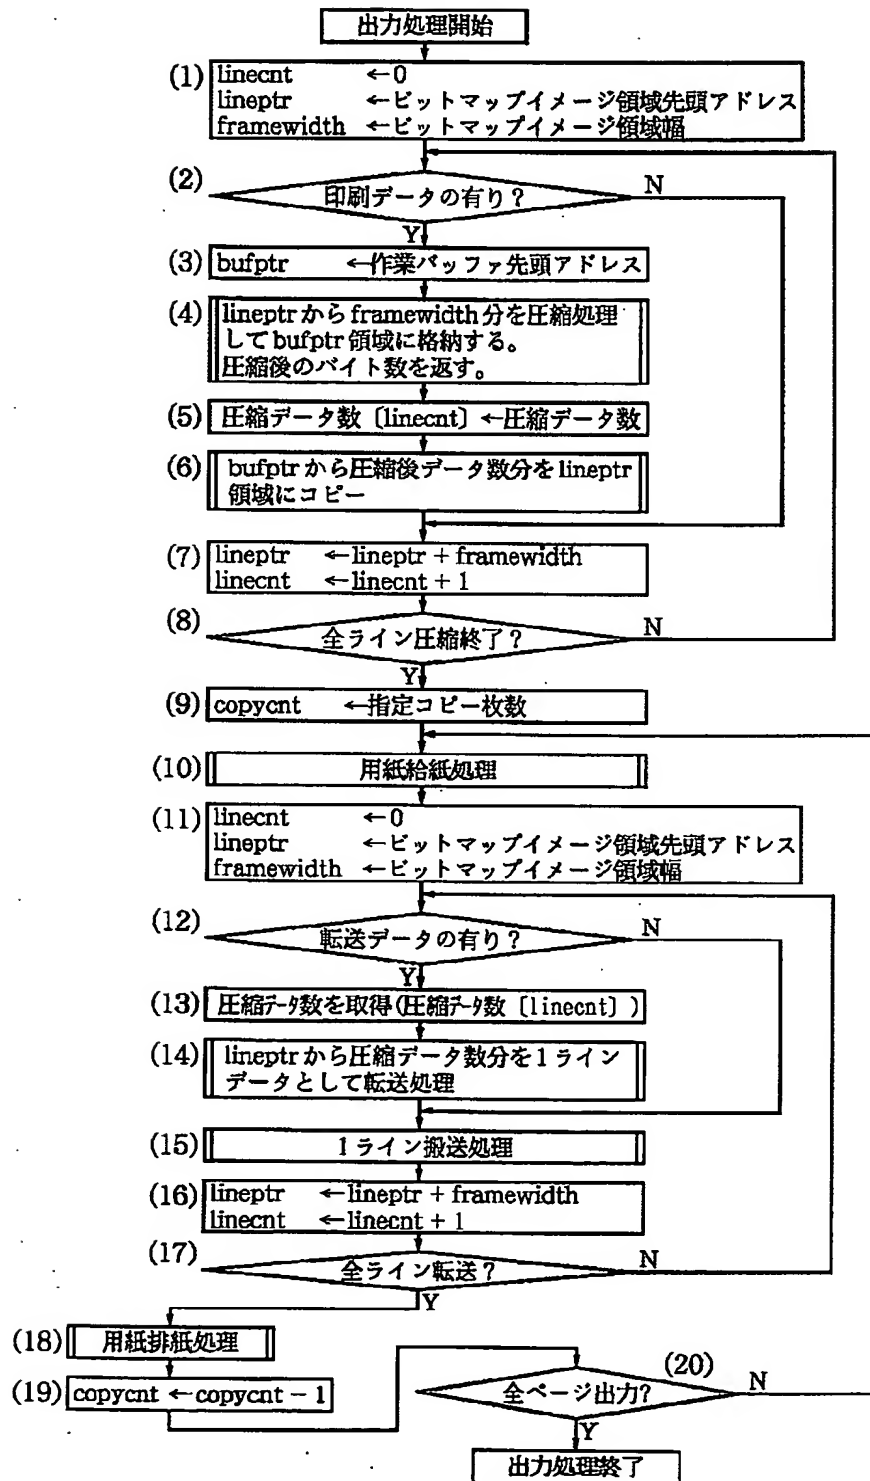 出力処理開始
(1) linecnt ←0
lineptr ←ビットマップイメージ領域先頭アドレス
framewidth ←ビットマップイメージ領域幅
(2) 印刷データの有り？ N
Y
(3) bufptr ←作業バッファ先頭アドレス
(4) lineptrからframewidth分を圧縮処理
してbufptr領域に格納する。
圧縮後のバイト数を返す。
(5) 圧縮データ数〔linecnt〕←圧縮データ数
(6) bufptrから圧縮後データ数分をlineptr
領域にコピー
(7) lineptr ←lineptr + framewidth
linecnt ←linecnt + 1
(8) 全ライン圧縮終了？ N
Y
(9) copycnt ←指定コピー枚数
(10) 用紙給紙処理
(11) linecnt ←0
lineptr ←ビットマップイメージ領域先頭アドレス
framewidth ←ビットマップイメージ領域幅
(12) 転送データの有り？ N
Y
(13) 圧縮データ数を取得(圧縮データ数〔linecnt〕)
(14) lineptrから圧縮データ数分を1ライン
データとして転送処理
(15) 1ライン搬送処理
(16) lineptr ←lineptr + framewidth
linecnt ←linecnt + 1
(17) 全ライン転送？ N
Y
(18) 用紙排紙処理
(19) copycnt ←copycnt − 1
(20)
全ページ出力? N
Y
出力処理終了